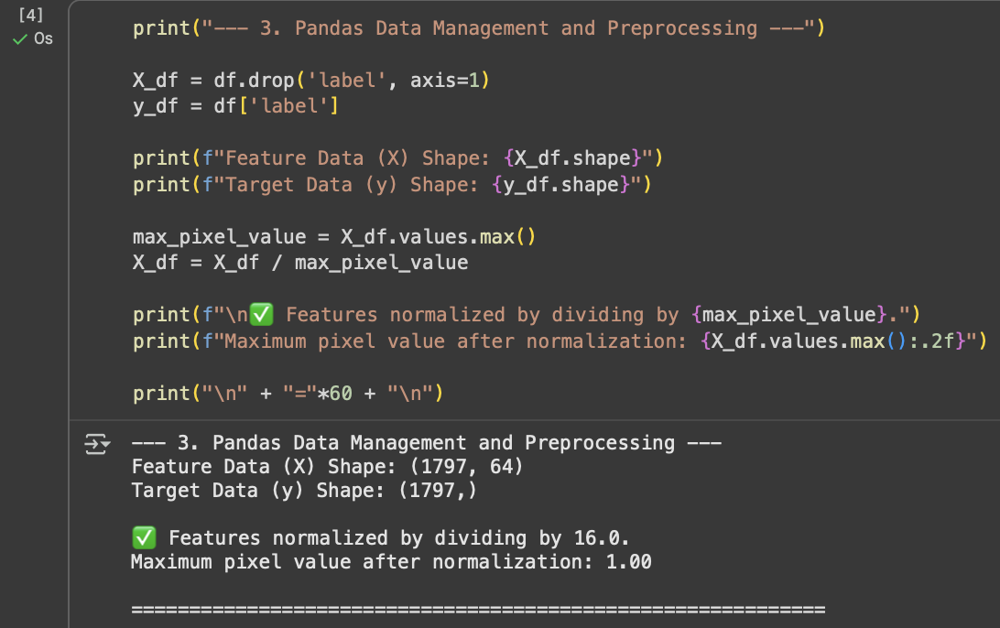 [4]
✓ 0s
print("--- 3. Pandas Data Management and Preprocessing ---")
X_df = df.drop('label', axis=1)
y_df = df['label']
print(f"Feature Data (X) Shape: {X_df.shape}")
print(f"Target Data (y) Shape: {y_df.shape}")
max_pixel_value = X_df.values.max()
X_df = X_df / max_pixel_value
print(f"\n✅ Features normalized by dividing by {max_pixel_value}.")
print(f"Maximum pixel value after normalization: {X_df.values.max():.2f}")
print("\n" + "="*60 + "\n")
--- 3. Pandas Data Management and Preprocessing ---
Feature Data (X) Shape: (1797, 64)
Target Data (y) Shape: (1797,)
✅ Features normalized by dividing by 16.0.
Maximum pixel value after normalization: 1.00
============================================================